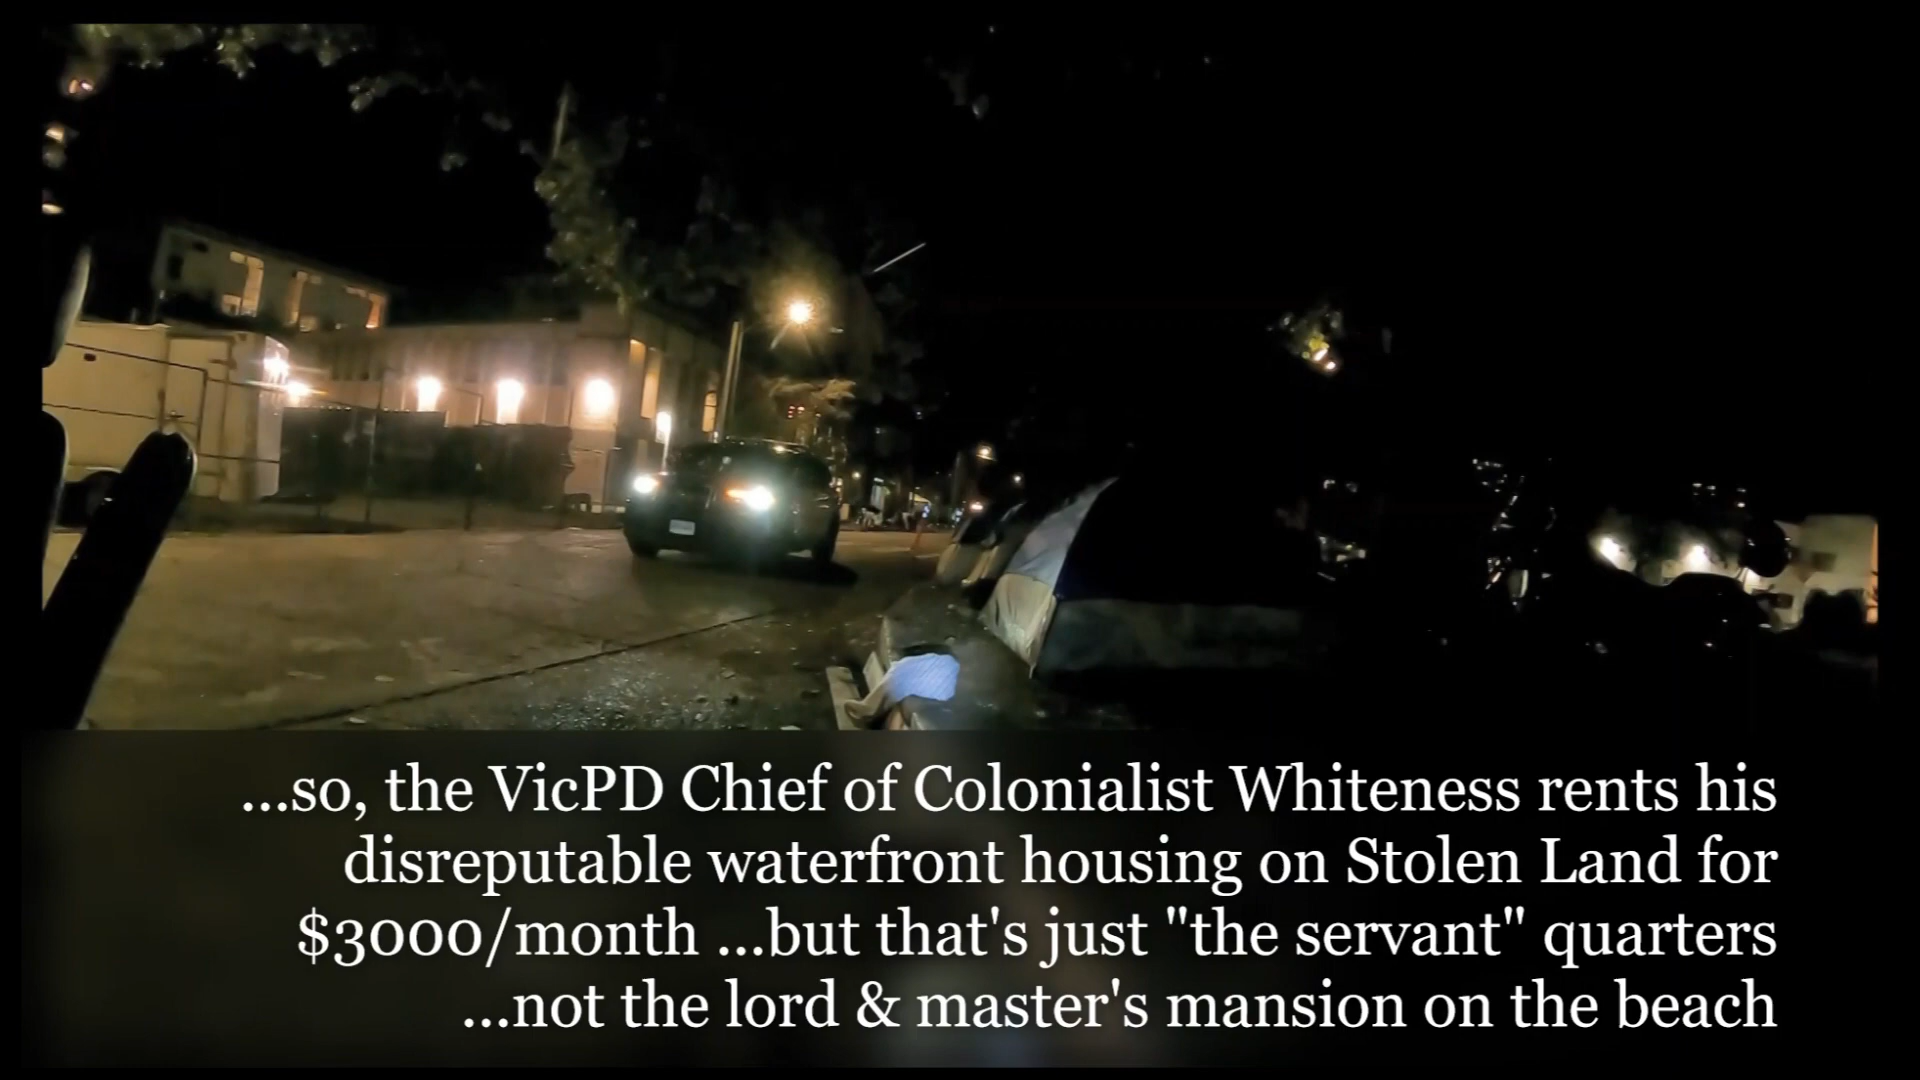 ...so, the VicPD Chief of Colonialist Whiteness rents his
disreputable waterfront housing on Stolen Land for
$3000/month ...but that's just "the servant" quarters
...not the lord & master's mansion on the beach